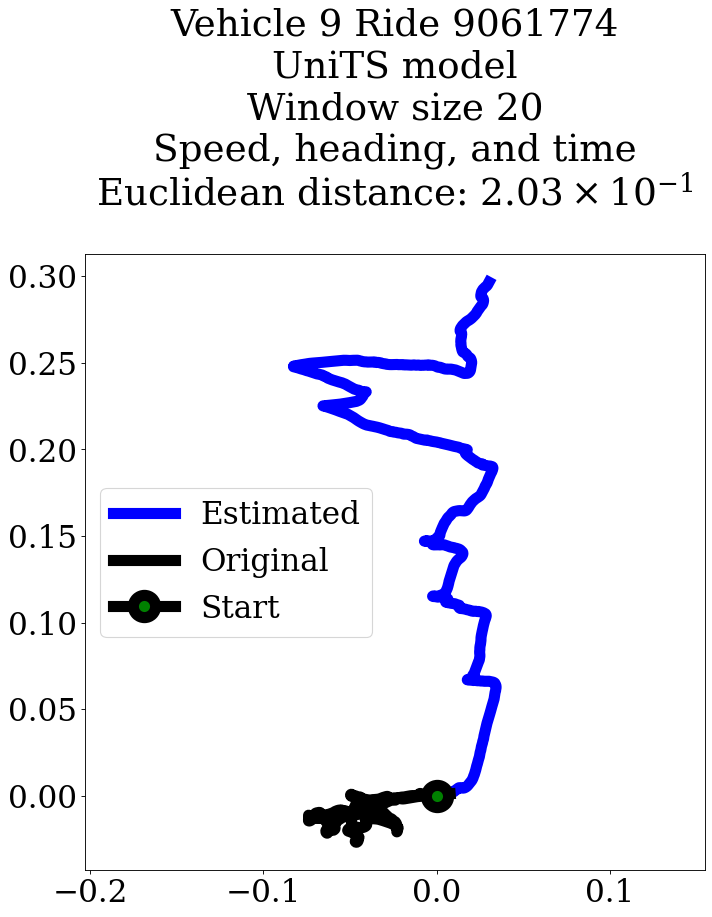 Vehicle 9 Ride 9061774
UniTS model
Window size 20
Speed, heading, and time
Euclidean distance: 2.03 × 10⁻¹
0.30
0.25
0.20
0.15
0.10
0.05
0.00
Estimated
Original
Start
−0.2
−0.1
0.0
0.1